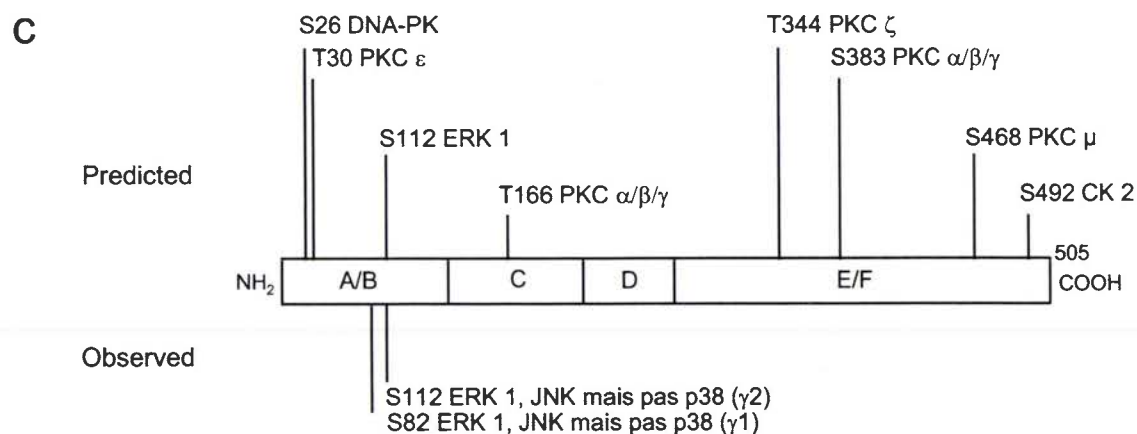 C
S26 DNA-PK
T30 PKC ε
T344 PKC ζ
S383 PKC α/β/γ
S112 ERK 1
S468 PKC μ
Predicted
T166 PKC α/β/γ
S492 CK 2
505
NH₂
A/B
C
D
E/F
COOH
Observed
S112 ERK 1, JNK mais pas p38 (γ2)
S82 ERK 1, JNK mais pas p38 (γ1)